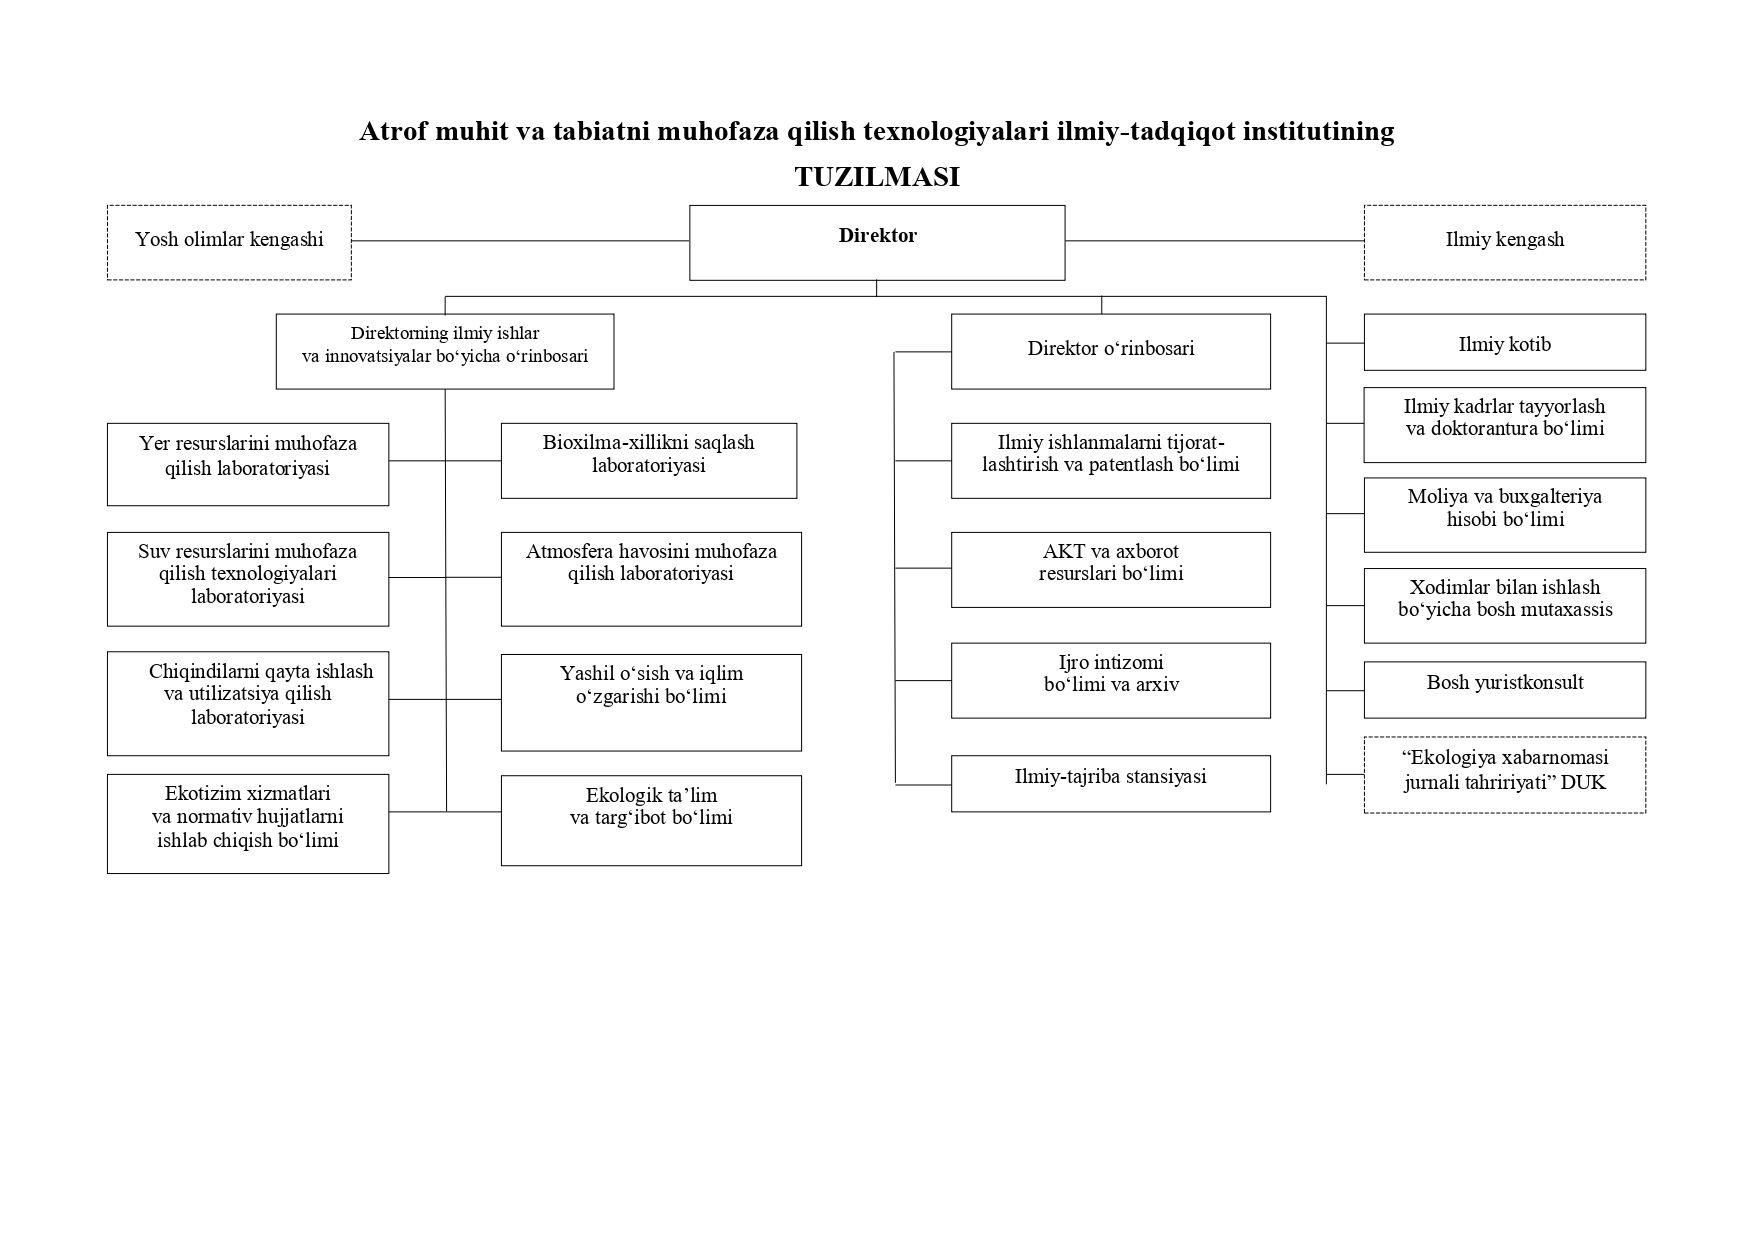 Atrof muhit va tabiatni muhofaza qilish texnologiyalari ilmiy-tadqiqot institutining
TUZILMASI
Yosh olimlar kengashi
Direktor
Ilmiy kengash
Direktorning ilmiy ishlar
va innovatsiyalar bo‘yicha o‘rinbosari
Direktor o‘rinbosari
Ilmiy kotib
Yer resurslarini muhofaza
qilish laboratoriyasi
Bioxilma-xillikni saqlash
laboratoriyasi
Suv resurslarini muhofaza
qilish texnologiyalari
laboratoriyasi
Atmosfera havosini muhofaza
qilish laboratoriyasi
Chiqindilarni qayta ishlash
va utilizatsiya qilish
laboratoriyasi
Yashil o‘sish va iqlim
o‘zgarishi bo‘limi
Ekotizim xizmatlari
va normativ hujjatlarni
ishlab chiqish bo‘limi
Ekologik ta’lim
va targ‘ibot bo‘limi
Ilmiy ishlanmalarni tijorat-
lashtirish va patentlash bo‘limi
AKT va axborot
resurslari bo‘limi
Ijro intizomi
bo‘limi va arxiv
Ilmiy-tajriba stansiyasi
Ilmiy kadrlar tayyorlash
va doktorantura bo‘limi
Moliya va buxgalteriya
hisobi bo‘limi
Xodimlar bilan ishlash
bo‘yicha bosh mutaxassis
Bosh yuristkonsult
“Ekologiya xabarnomasi
jurnali tahririyati” DUK